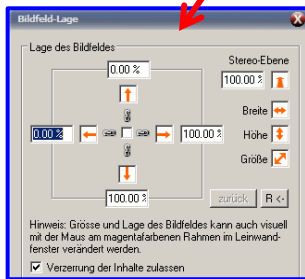 Bildfeld-Lage
Lage des Bildfeldes
0.00 %
Stereo-Ebene
100.00 %
Breite
0.00 %
100.00 %
Höhe
Größe
100.00 %
zurück
R <-
Hinweis: Grösse und Lage des Bildfeldes kann auch visuell
mit der Maus am magentafarbenen Rahmen im Leinwand-
fenster verändert werden.
Verzerrung der Inhalte zulassen